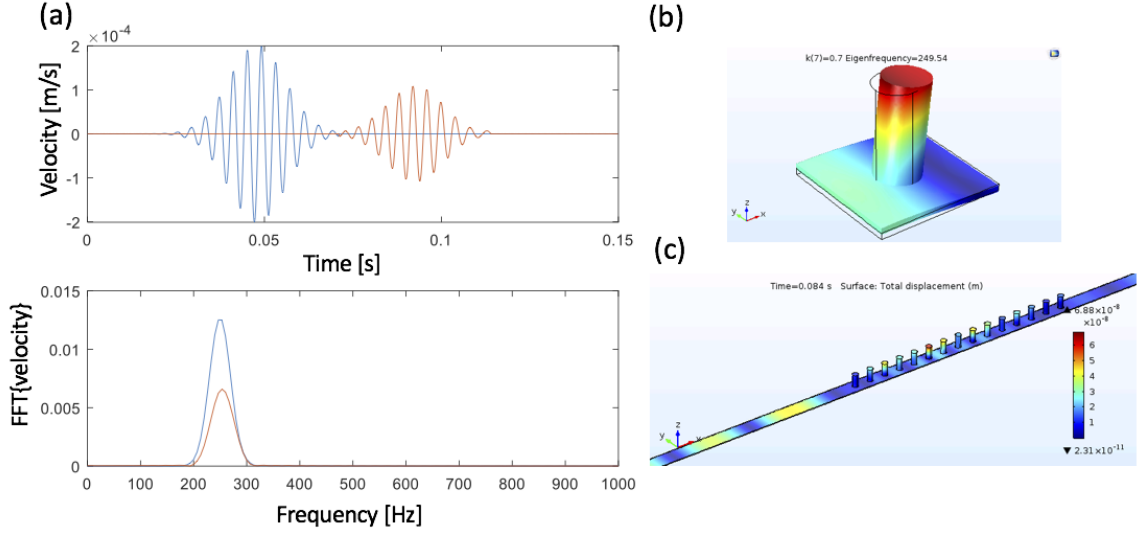 (a)
× 10⁻⁴
2
1
0
-1
-2
Velocity [m/s]
0
0.05
0.1
0.15
Time [s]
0.015
0.01
0.005
0
FFT{velocity}
0
100
200
300
400
500
600
700
800
900
1000
Frequency [Hz]
(b)
k(7)=0.7 Eigenfrequency=249.54
z
y
x
(c)
Time=0.084 s Surface: Total displacement (m)
▲ 6.88×10⁻⁸
×10⁻⁸
6
5
4
3
2
1
▼ 2.31×10⁻¹¹
z
y
x